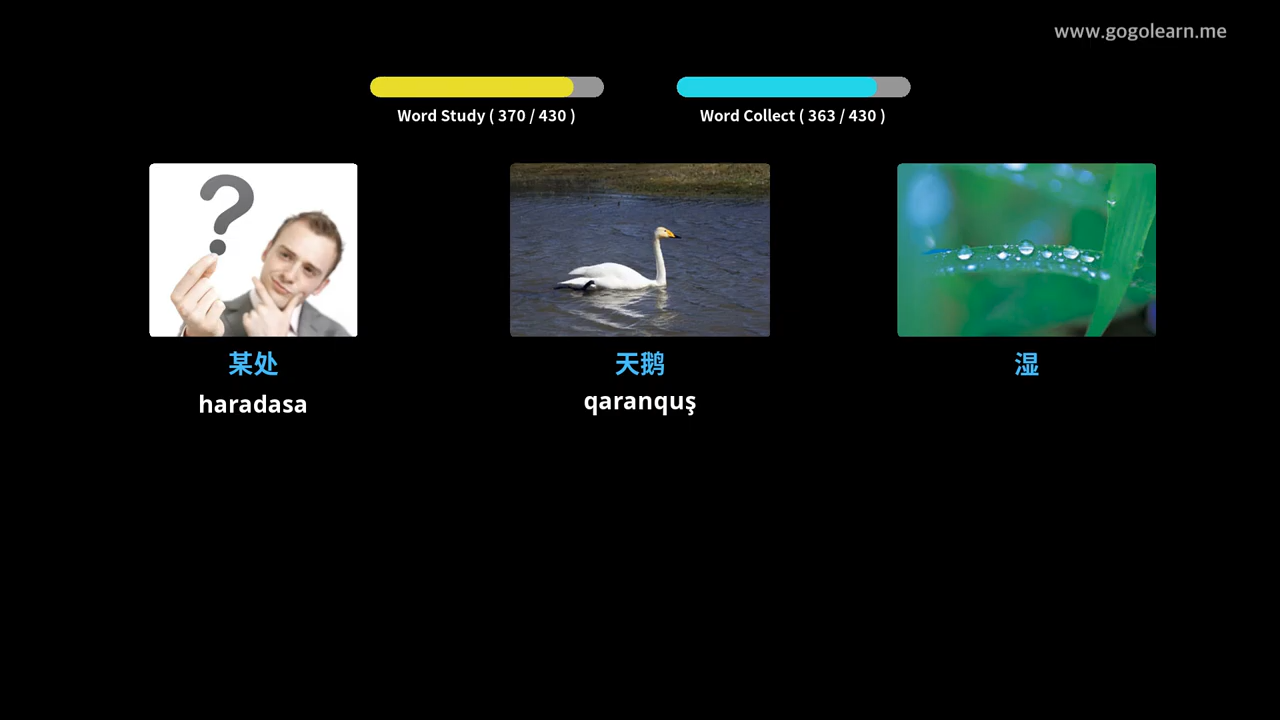 www.gogolearn.me
Word Study ( 370 / 430 )
Word Collect ( 363 / 430 )
某处
天鹅
湿
haradasa
qaranquş